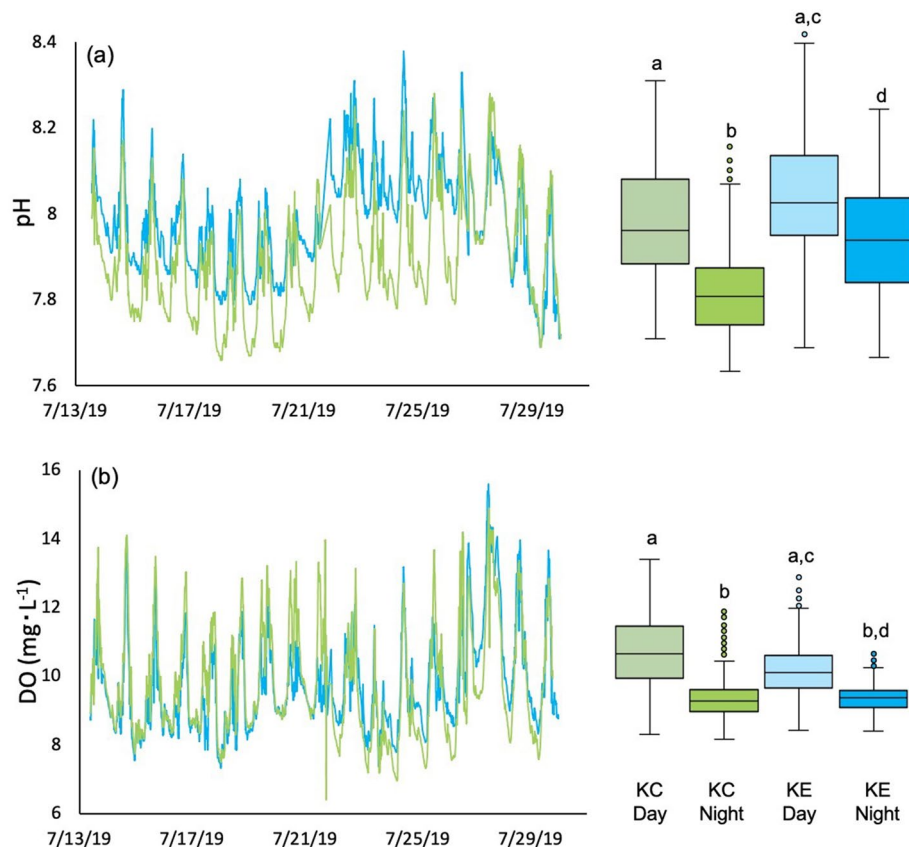 (a)
8.4
8.2
8
7.8
7.6
pH
7/13/19 7/17/19 7/21/19 7/25/19 7/29/19
a
b
a,c
d
(b)
16
14
12
10
8
6
DO (mg·L-1)
7/13/19 7/17/19 7/21/19 7/25/19 7/29/19
a
b
a,c
b,d
KC KC KE KE
Day Night Day Night